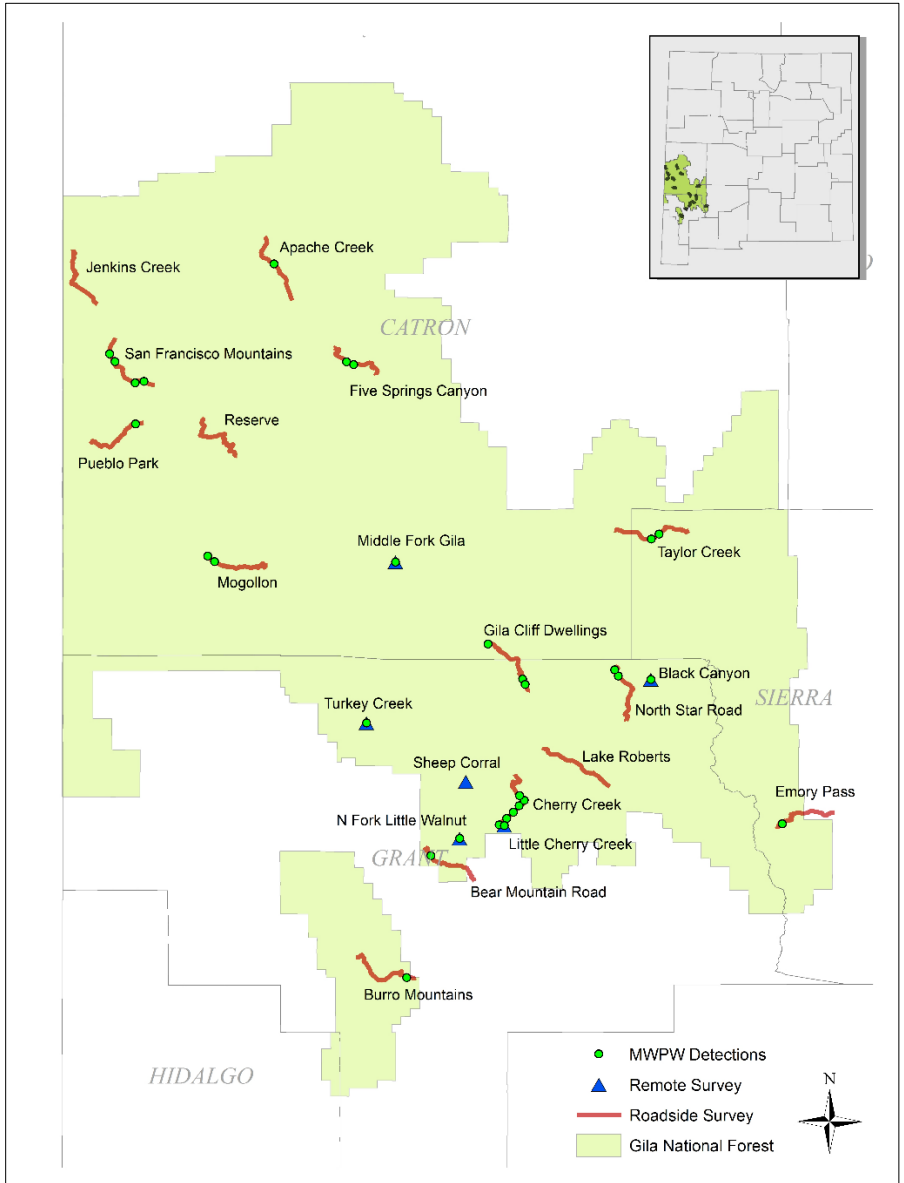 Apache Creek
Jenkins Creek
CATRON
San Francisco Mountains
Five Springs Canyon
Reserve
Pueblo Park
Middle Fork Gila
Taylor Creek
Mogollon
Gila Cliff Dwellings
Black Canyon
SIERRA
North Star Road
Turkey Creek
Lake Roberts
Sheep Corral
Emory Pass
Cherry Creek
N Fork Little Walnut
Little Cherry Creek
GRANT
Bear Mountain Road
Burro Mountains
HIDALGO
MWPW Detections
Remote Survey
Roadside Survey
Gila National Forest
N